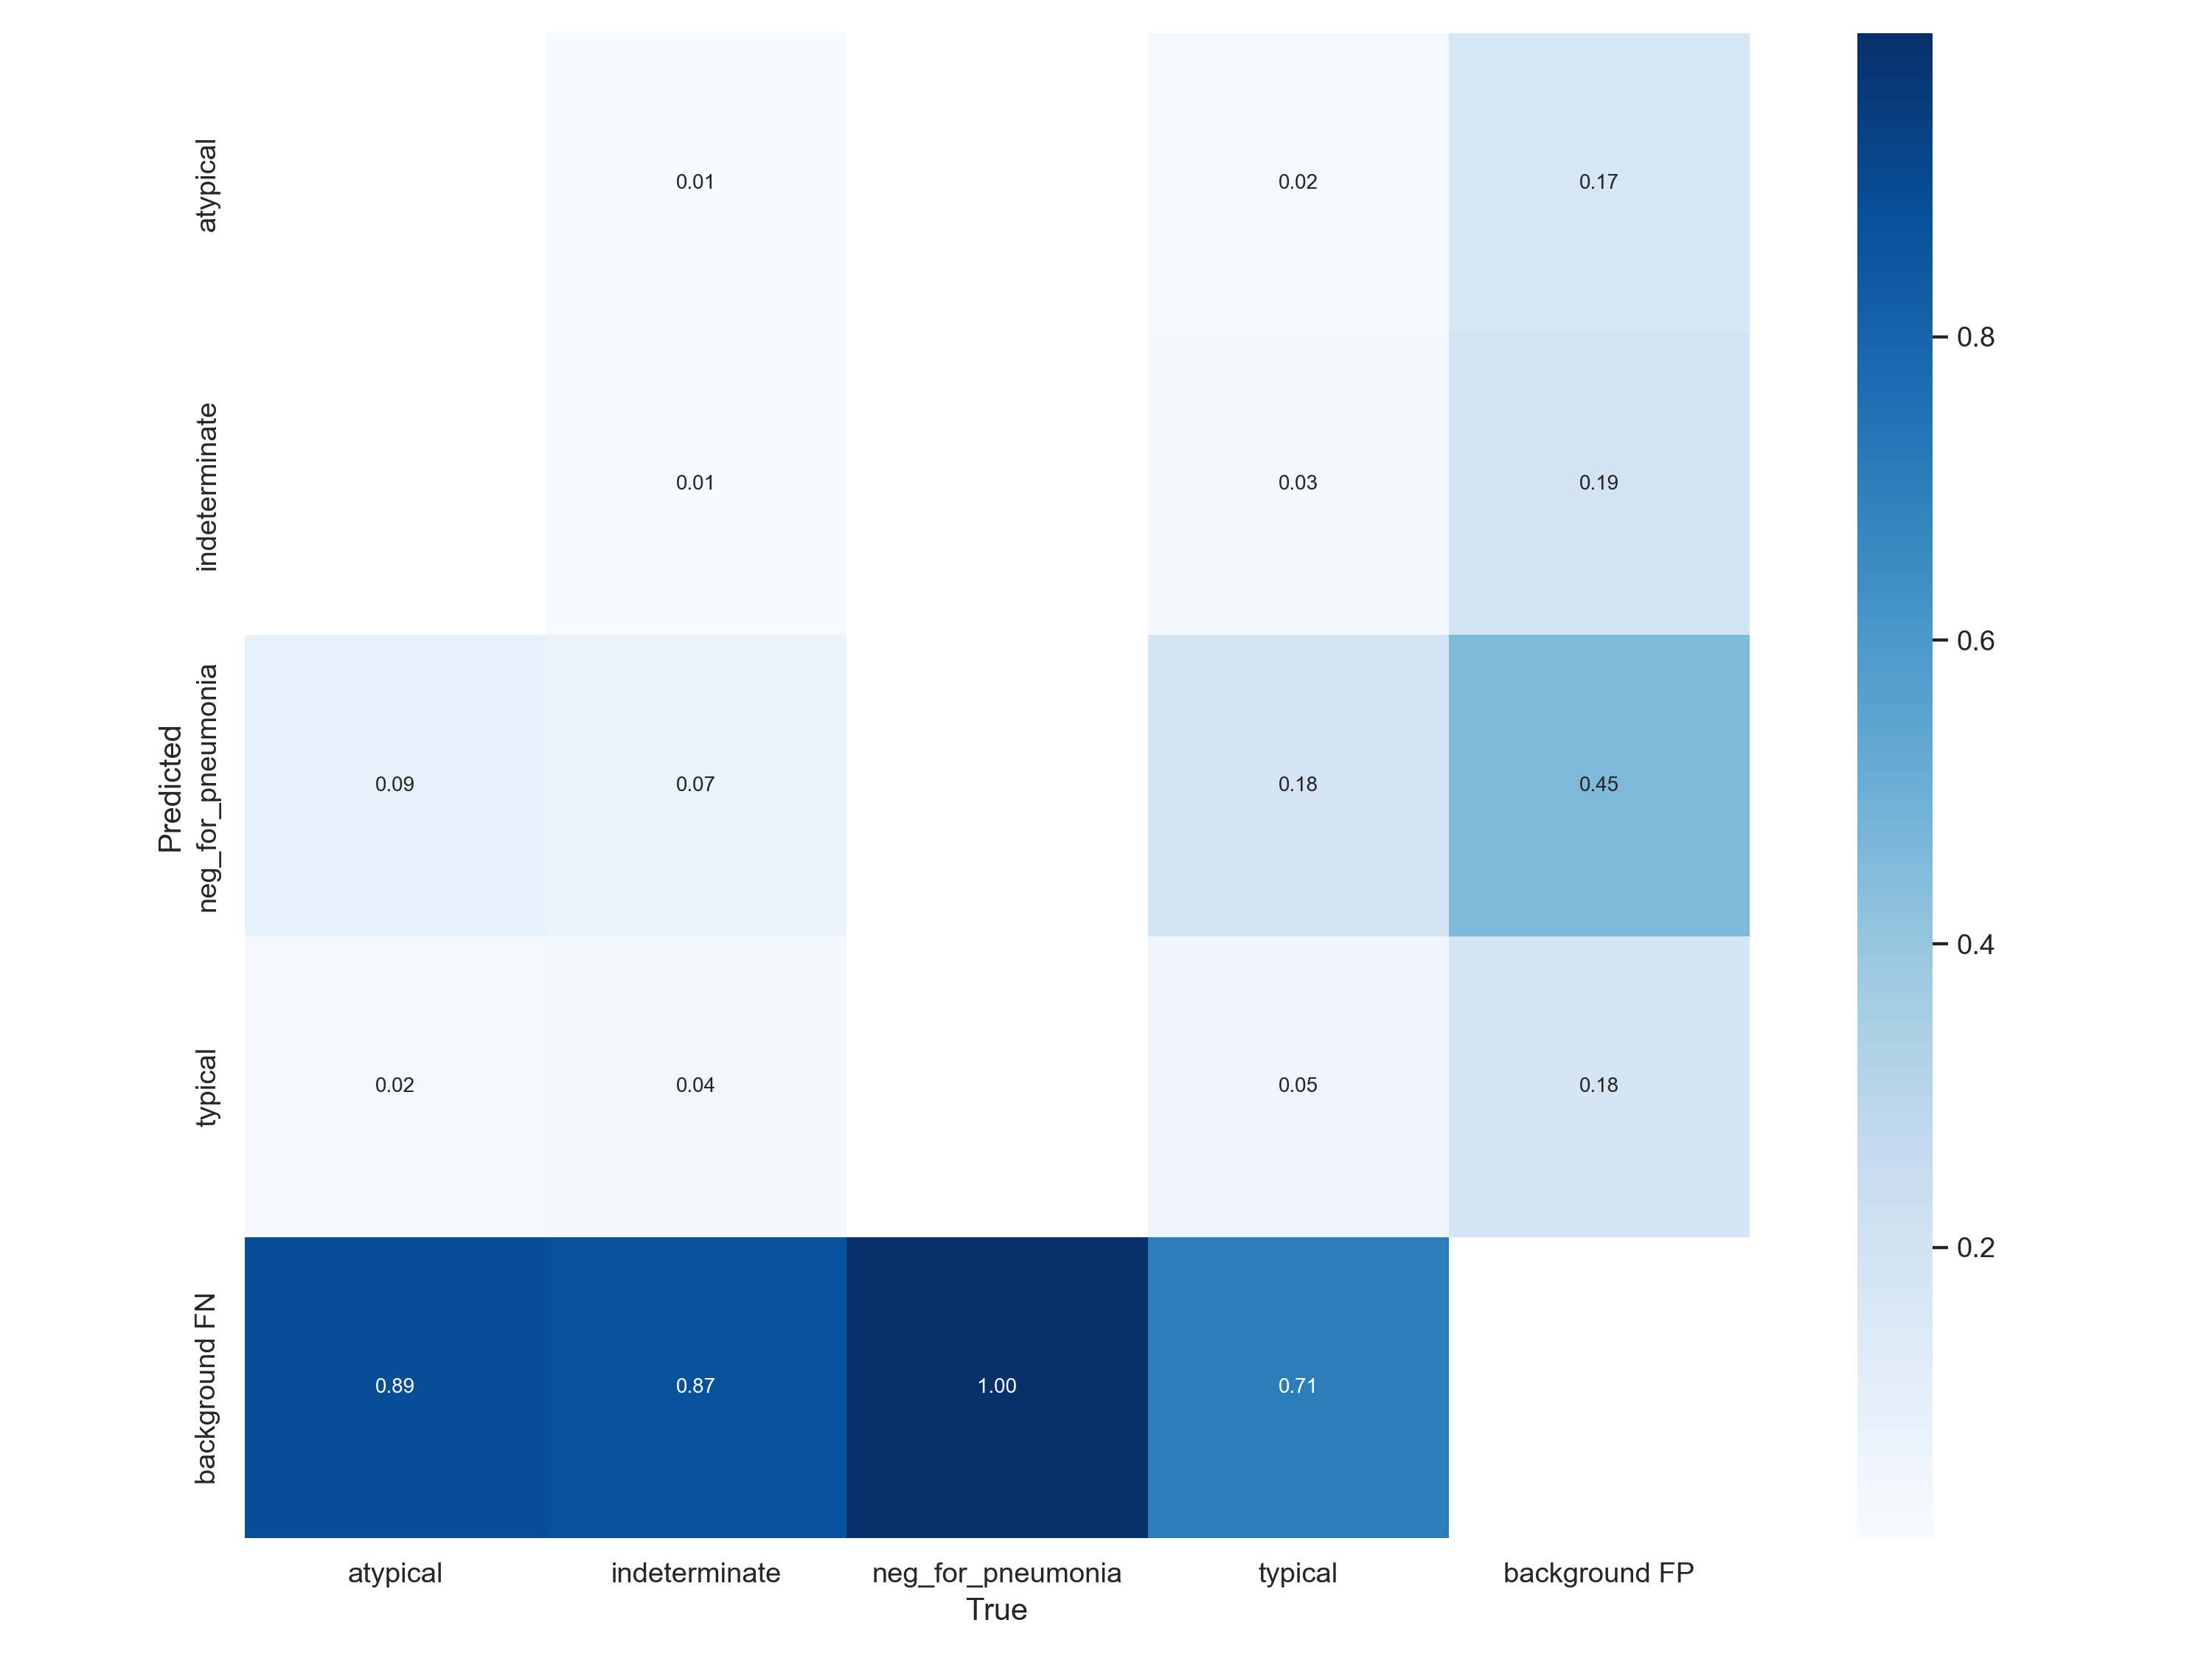 atypical
0.01
0.02
0.17
indeterminate
0.01
0.03
0.19
Predicted
neg_for_pneumonia
0.09
0.07
0.18
0.45
typical
0.02
0.04
0.05
0.18
background FN
0.89
0.87
1.00
0.71
atypical
indeterminate
neg_for_pneumonia
typical
background FP
True
0.8
0.6
0.4
0.2